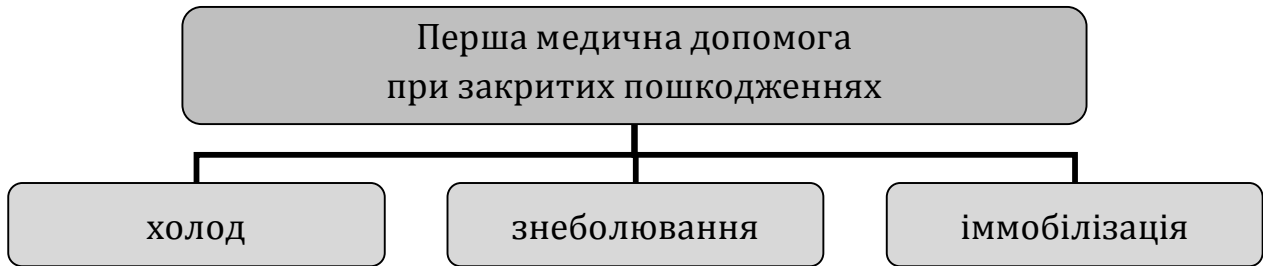 Перша медична допомога
при закритих пошкодженнях
холод
знеболювання
іммобілізація